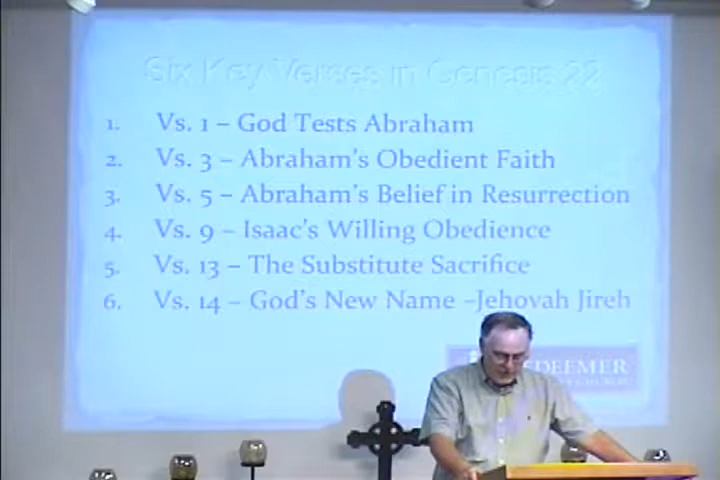 Six Key Verses in Genesis 22
1. Vs. 1 – God Tests Abraham
2. Vs. 3 – Abraham's Obedient Faith
3. Vs. 5 – Abraham's Belief in Resurrection
4. Vs. 9 – Isaac's Willing Obedience
5. Vs. 13 – The Substitute Sacrifice
6. Vs. 14 – God's New Name –Jehovah Jireh
EDEEMER
CHURCH